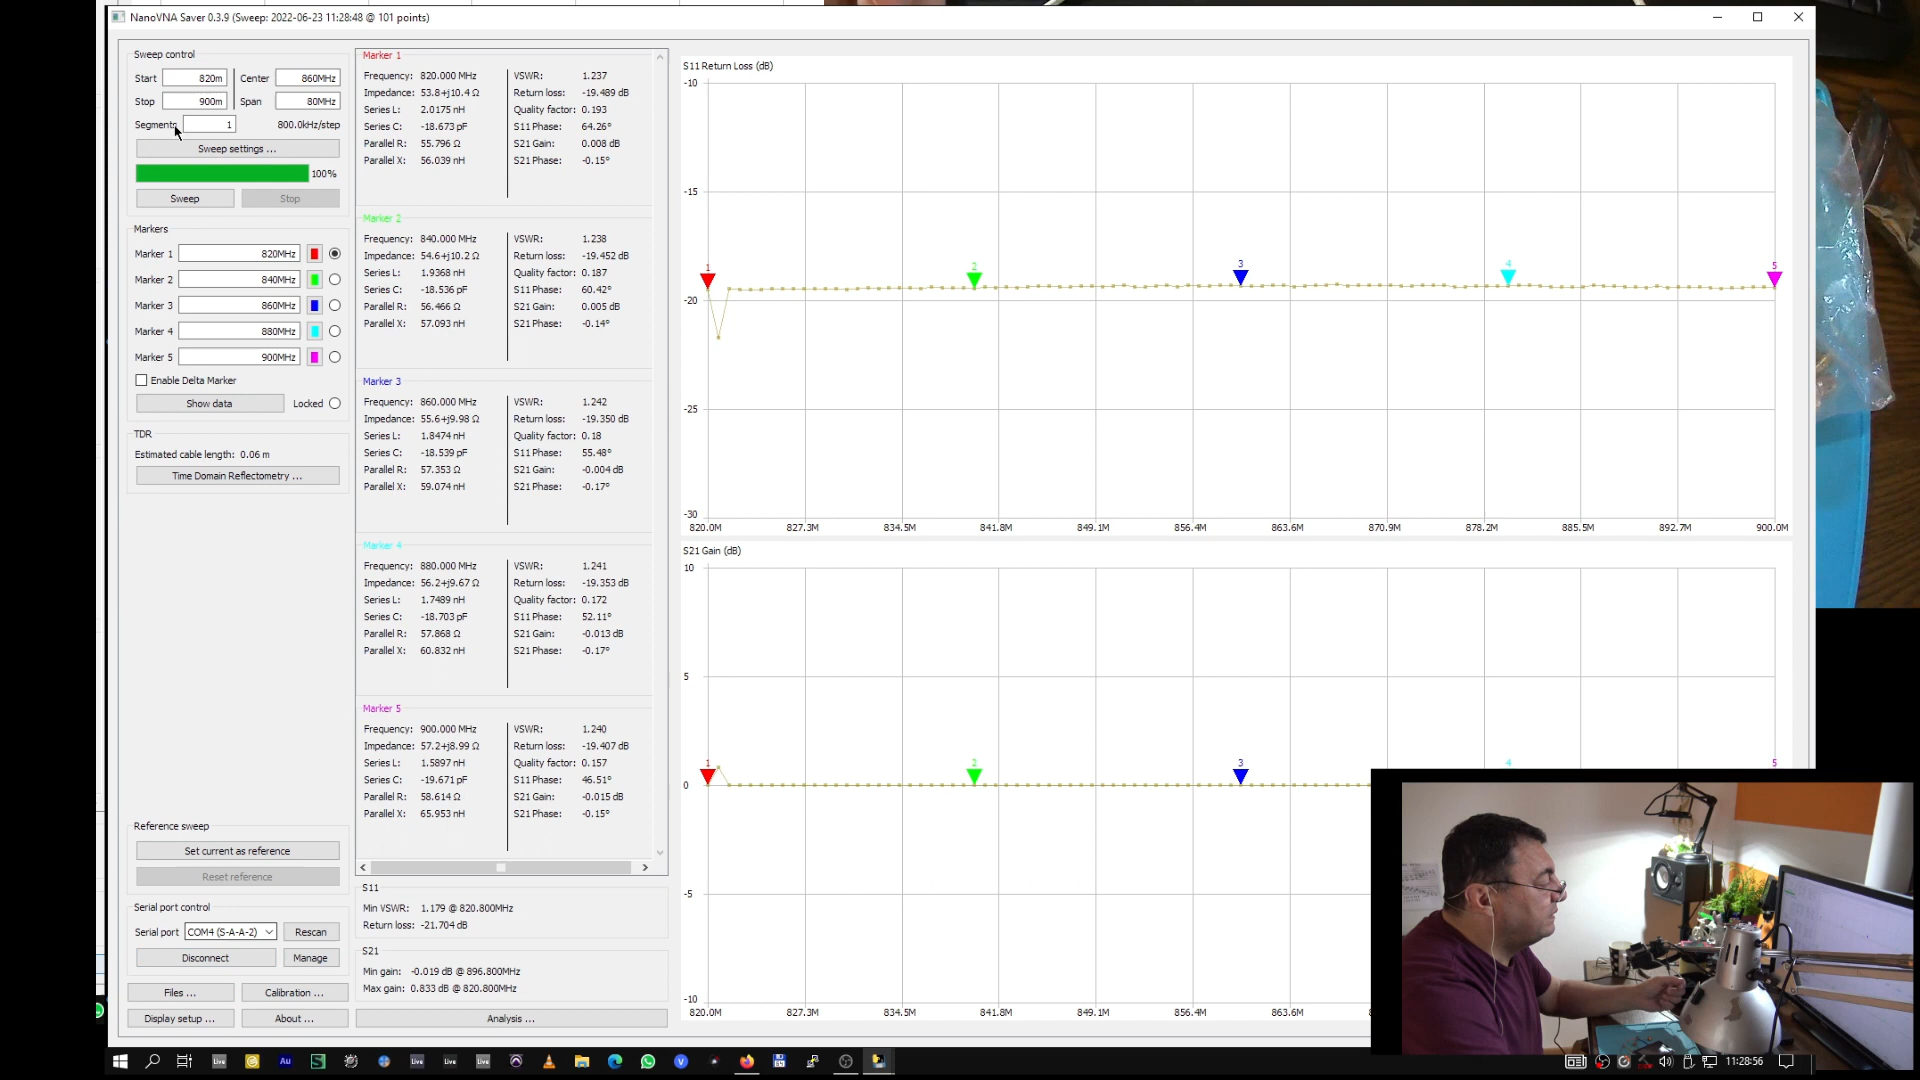 NanoVNA Saver 0.3.9 (Sweep: 2022-06-23 11:28:48 @ 101 points)
Sweep control
Start 820m Center 860MHz
Stop 900m Span 80MHz
Segments 1 800.0kHz/step
Sweep settings ...
100%
Sweep Stop
Markers
Marker 1 820MHz
Marker 2 840MHz
Marker 3 860MHz
Marker 4 880MHz
Marker 5 900MHz
Enable Delta Marker
Show data Locked
TDR
Estimated cable length: 0.06 m
Time Domain Reflectometry ...
Reference sweep
Set current as reference
Reset reference
Serial port control
Serial port COM4 (S-A-A-2) Rescan
Disconnect Manage
Files ... Calibration ...
Display setup ... About ...
Marker 1
Frequency: 820.000 MHz VSWR: 1.237
Impedance: 53.8+j10.4 Ω Return loss: -19.489 dB
Series L: 2.0175 nH Quality factor: 0.193
Series C: -18.673 pF S11 Phase: 64.26°
Parallel R: 55.796 Ω S21 Gain: 0.008 dB
Parallel X: 56.039 nH S21 Phase: -0.15°
Marker 2
Frequency: 840.000 MHz VSWR: 1.238
Impedance: 54.6+j10.2 Ω Return loss: -19.452 dB
Series L: 1.9368 nH Quality factor: 0.187
Series C: -18.536 pF S11 Phase: 60.42°
Parallel R: 56.466 Ω S21 Gain: 0.005 dB
Parallel X: 57.093 nH S21 Phase: -0.14°
Marker 3
Frequency: 860.000 MHz VSWR: 1.242
Impedance: 55.6+j9.98 Ω Return loss: -19.350 dB
Series L: 1.8474 nH Quality factor: 0.18
Series C: -18.539 pF S11 Phase: 55.48°
Parallel R: 57.353 Ω S21 Gain: -0.004 dB
Parallel X: 59.074 nH S21 Phase: -0.17°
Marker 4
Frequency: 880.000 MHz VSWR: 1.241
Impedance: 56.2+j9.67 Ω Return loss: -19.353 dB
Series L: 1.7489 nH Quality factor: 0.172
Series C: -18.703 pF S11 Phase: 52.11°
Parallel R: 57.868 Ω S21 Gain: -0.013 dB
Parallel X: 60.832 nH S21 Phase: -0.17°
Marker 5
Frequency: 900.000 MHz VSWR: 1.240
Impedance: 57.2+j8.99 Ω Return loss: -19.407 dB
Series L: 1.5897 nH Quality factor: 0.157
Series C: -19.671 pF S11 Phase: 46.51°
Parallel R: 58.614 Ω S21 Gain: -0.015 dB
Parallel X: 65.953 nH S21 Phase: -0.15°
S11
Min VSWR: 1.179 @ 820.800MHz
Return loss: -21.704 dB
S21
Min gain: -0.019 dB @ 896.800MHz
Max gain: 0.833 dB @ 820.800MHz
Analysis ...
S11 Return Loss (dB)
-10
-15
1 2 3 4 5
-20
-25
-30
820.0M 827.3M 834.5M 841.8M 849.1M 856.4M 863.6M 870.9M 878.2M 885.5M 892.7M 900.0M
S21 Gain (dB)
10
5
1 2 3 4 5
0
-5
-10
820.0M 827.3M 834.5M 841.8M 849.1M 856.4M 863.6M
Live Au Live Live Live
11:28:56